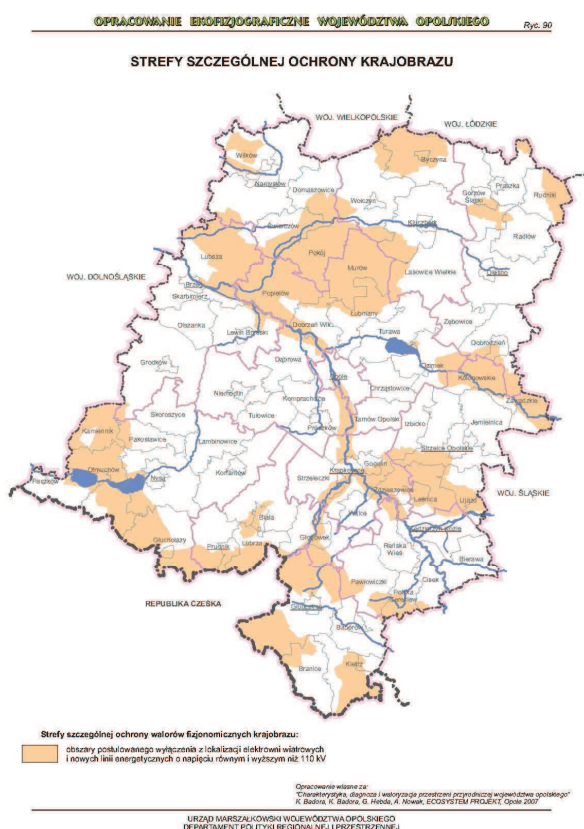 OPRACOWANIE EKOFIZJOGRAFICZNE WOJEWÓDZTWA OPOLSKIEGO
Ryc. 90
STREFY SZCZEGÓLNEJ OCHRONY KRAJOBRAZU
WOJ. WIELKOPOLSKIE
WOJ. ŁÓDZKIE
Wilków
Byczyna
Namysłów
Domaszowice
Wołczyn
Gorzów
Śląski
Praszka
Rudniki
Świerczów
Kluczbork
Radłów
Lubsza
Pokój
Murów
Lasowice Wielkie
Olesno
WOJ. DOLNOŚLĄSKIE
Brzeg
Skarbimierz
Popielów
Łubniany
Zębowice
Olszanka
Lewin Brzeski
Dobrzeń Wlk.
Turawa
Dobrodzień
Grodków
Dąbrowa
Opole
Ozimek
Kolonowskie
Niemodlin
Komprachcice
Chrząstowice
Zawadzkie
Skoroszyce
Tułowice
Tarnów Opolski
Izbicko
Jemielnica
Kamiennik
Pakosławice
Łambinowice
Prószków
Strzelce Opolskie
Otmuchów
Nysa
Korfantów
Strzeleczki
Krapkowice
Gogolin
Paczków
Zdzieszowice
Leśnica
Ujazd
WOJ. ŚLĄSKIE
Biała
Walce
Głuchołazy
Prudnik
Lubrza
Głogówek
Kędzierzyn-Koźle
Reńska
Wieś
Bierawa
REPUBLIKA CZESKA
Pawłowiczki
Cisek
Polska
Cerekiew
Głubczyce
Baborów
Branice
Kietrz
Strefy szczególnej ochrony walorów fizjonomicznych krajobrazu:
obszary postulowanego wyłączenia z lokalizacji elektrowni wiatrowych
i nowych linii energetycznych o napięciu równym i wyższym niż 110 kV
Opracowanie własne za:
"Charakterystyka, diagnoza i waloryzacja przestrzeni przyrodniczej województwa opolskiego"
K. Badora, K. Badora, G. Hebda, A. Nowak, ECOSYSTEM PROJEKT, Opole 2007
URZĄD MARSZAŁKOWSKI WOJEWÓDZTWA OPOLSKIEGO
DEPARTAMENT POLITYKI REGIONALNEJ I PRZESTRZENNEJ